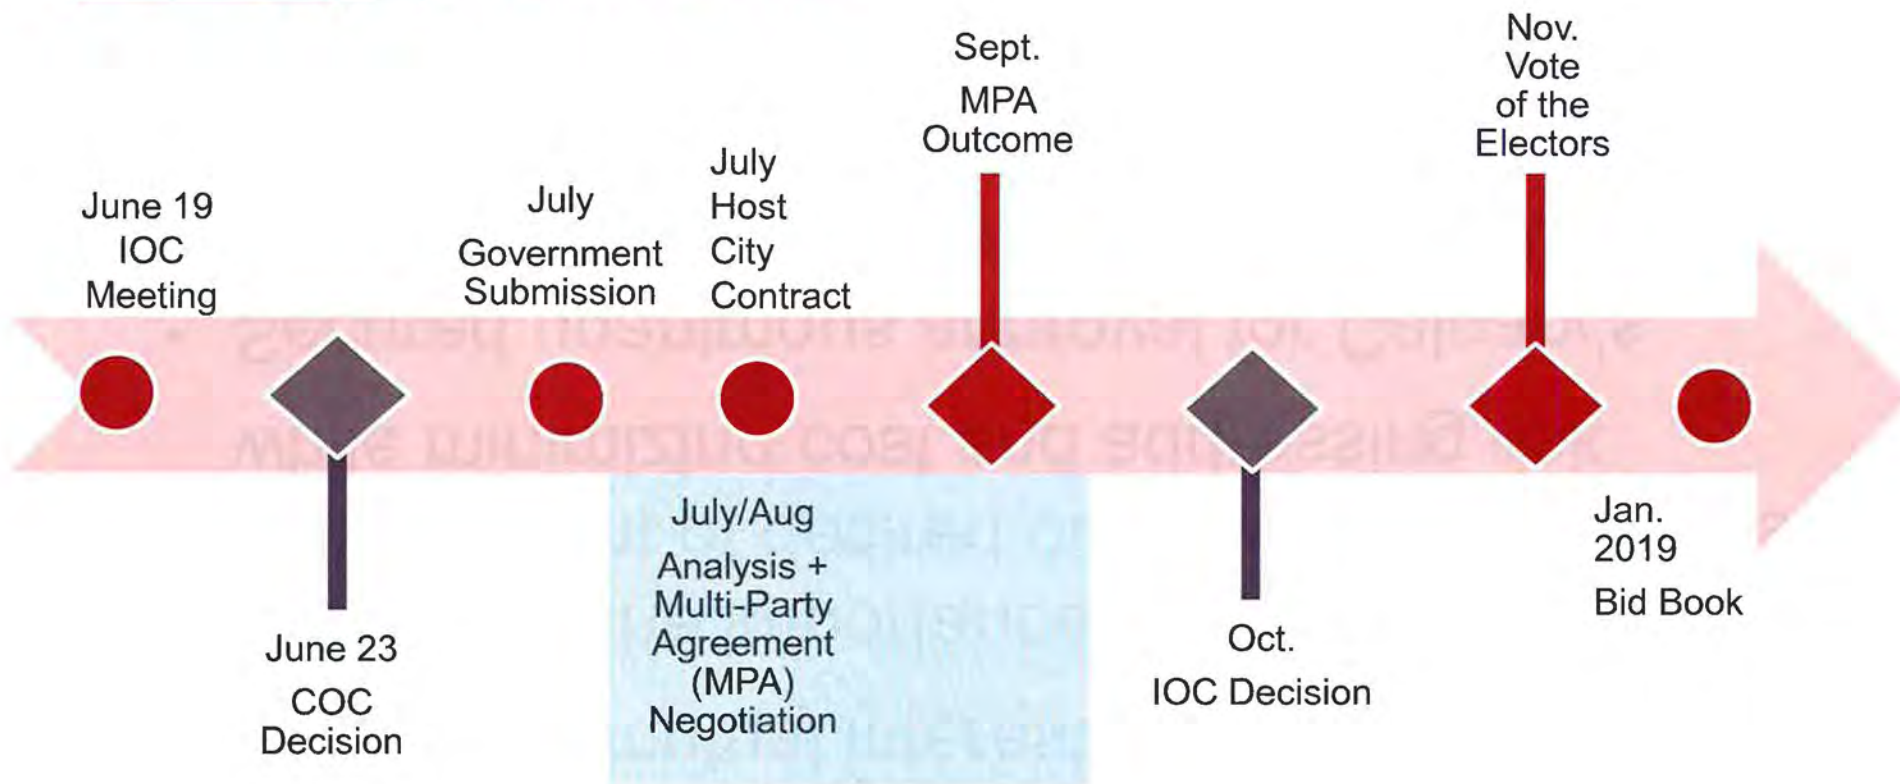 June 19
IOC
Meeting
June 23
COC
Decision
July
Government
Submission
July
Host
City
Contract
July/Aug
Analysis +
Multi-Party
Agreement
(MPA)
Negotiation
Sept.
MPA
Outcome
Oct.
IOC Decision
Nov.
Vote
of the
Electors
Jan.
2019
Bid Book